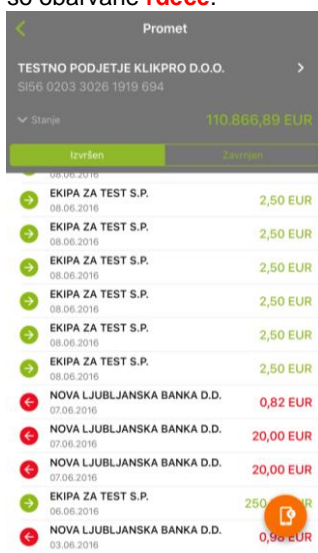 so obarvane rdeče.
Promet
TESTNO PODJETJE KLIKPRO D.O.O.
SI56 0203 3026 1919 694
Stanje 110.866,89 EUR
Izvršen Zavrnjen
08.06.2016
EKIPA ZA TEST S.P.
08.06.2016 2,50 EUR
EKIPA ZA TEST S.P.
08.06.2016 2,50 EUR
EKIPA ZA TEST S.P.
08.06.2016 2,50 EUR
EKIPA ZA TEST S.P.
08.06.2016 2,50 EUR
EKIPA ZA TEST S.P.
08.06.2016 2,50 EUR
EKIPA ZA TEST S.P.
08.06.2016 2,50 EUR
NOVA LJUBLJANSKA BANKA D.D.
07.06.2016 0,82 EUR
NOVA LJUBLJANSKA BANKA D.D.
07.06.2016 20,00 EUR
NOVA LJUBLJANSKA BANKA D.D.
07.06.2016 20,00 EUR
EKIPA ZA TEST S.P.
06.06.2016
NOVA LJUBLJANSKA BANKA D.D.
03.06.2016 0,98 EUR